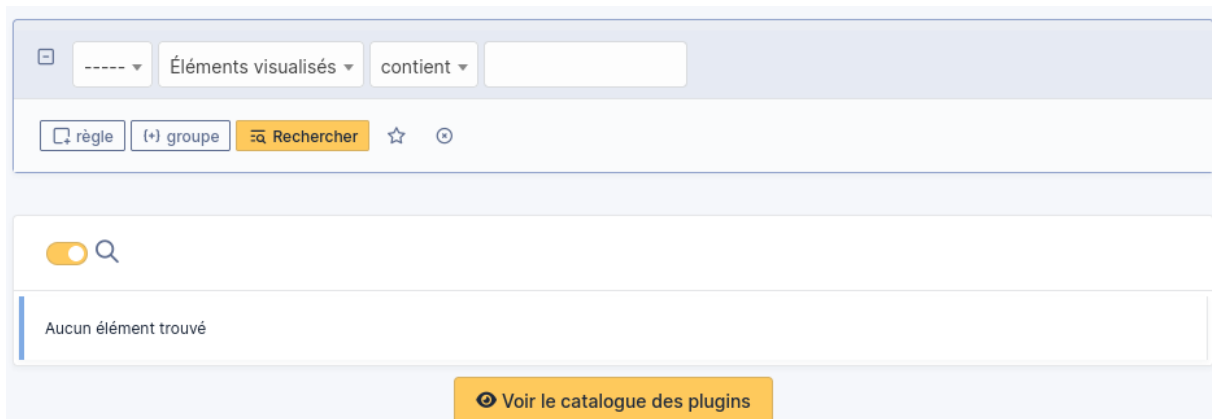 ----- Éléments visualisés contient
règle (+) groupe Rechercher
Aucun élément trouvé
Voir le catalogue des plugins